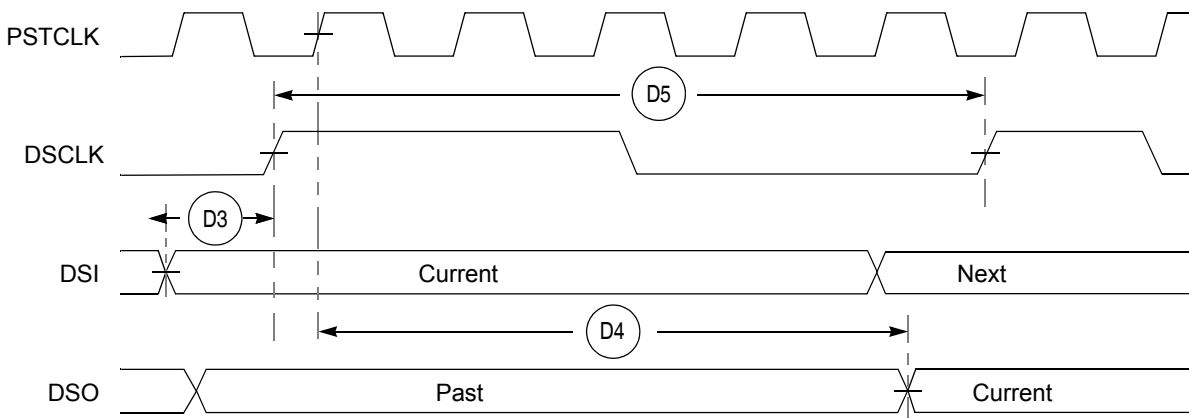 PSTCLK
D5
DSCLK
D3
DSI
Current
Next
D4
DSO
Past
Current